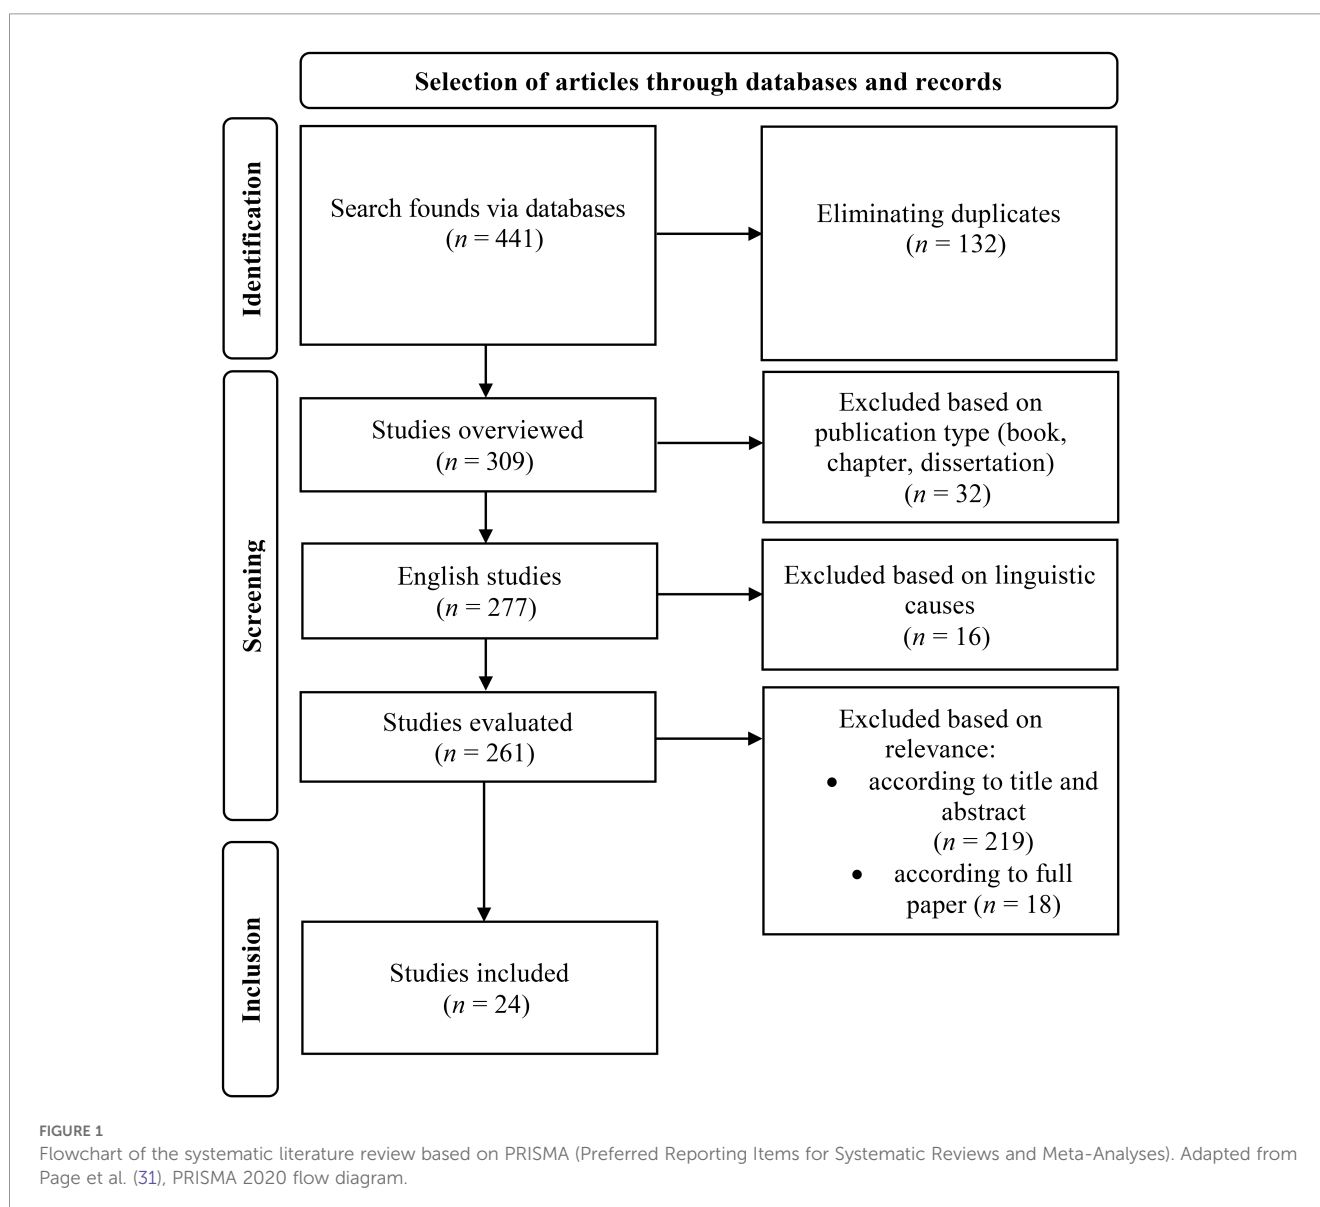 Selection of articles through databases and records
Identification
Search founds via databases
(n = 441)
Eliminating duplicates
(n = 132)
Screening
Studies overviewed
(n = 309)
Excluded based on
publication type (book,
chapter, dissertation)
(n = 32)
English studies
(n = 277)
Excluded based on linguistic
causes
(n = 16)
Studies evaluated
(n = 261)
Excluded based on
relevance:
• according to title and
abstract
(n = 219)
• according to full
paper (n = 18)
Inclusion
Studies included
(n = 24)
FIGURE 1
Flowchart of the systematic literature review based on PRISMA (Preferred Reporting Items for Systematic Reviews and Meta-Analyses). Adapted from
Page et al. (31), PRISMA 2020 flow diagram.